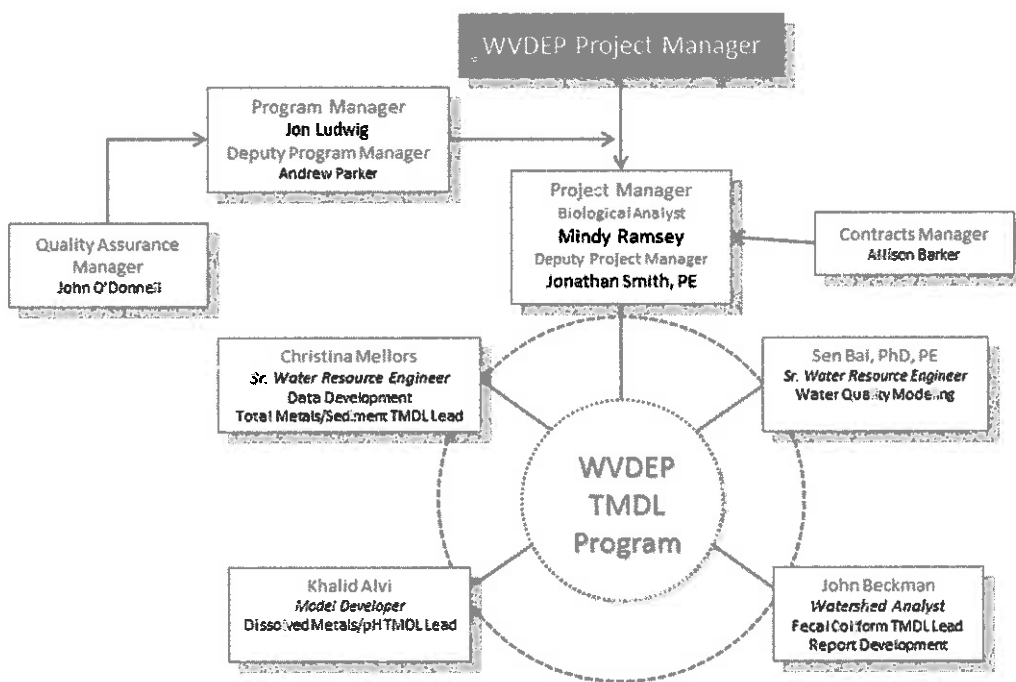 WVDEP Project Manager
Program Manager
Jon Ludwig
Deputy Program Manager
Andrew Parker
Project Manager
Biological Analyst
Mindy Ramsey
Deputy Project Manager
Jonathan Smith, PE
Quality Assurance
Manager
John O'Donnell
Contracts Manager
Allison Barker
Christina Mellors
Sr. Water Resource Engineer
Data Development
Total Metals/Sediment TMDL Lead
Sen Bai, PhD, PE
Sr. Water Resource Engineer
Water Quality Modeling
WVDEP
TMDL
Program
Khalid Alvi
Model Developer
Dissolved Metals/pH TMDL Lead
John Beckman
Watershed Analyst
Fecal Coliform TMDL Lead
Report Development